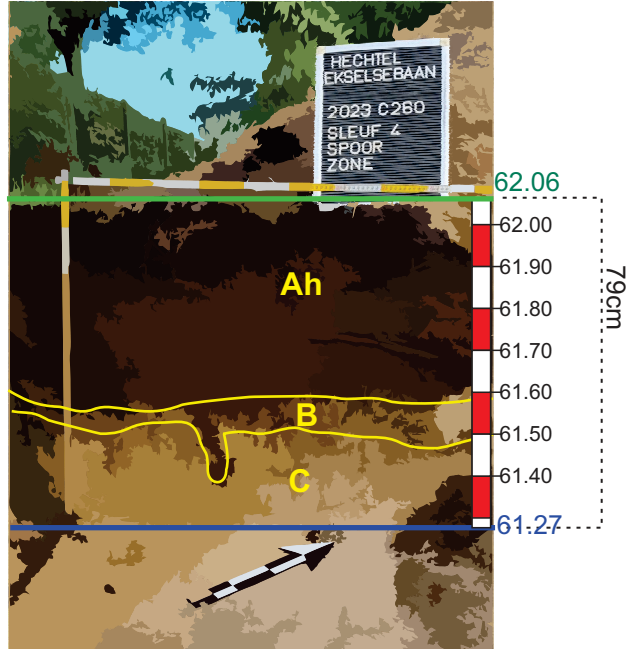 HECHTEL
EKSELSEBAAN
2023 C260
SLEUF 4
SPOOR
ZONE
62.06
62.00
61.90
61.80
61.70
61.60
61.50
61.40
61.27
79cm
Ah
B
C